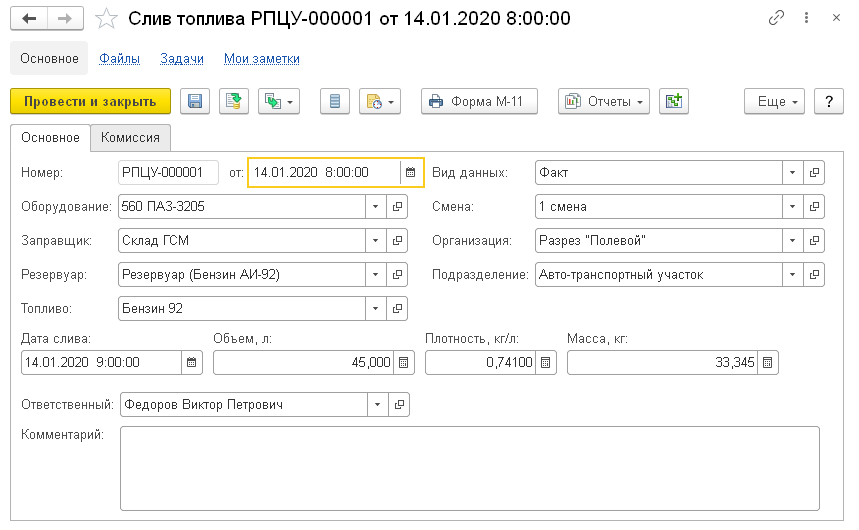 Слив топлива РПЦУ-000001 от 14.01.2020 8:00:00
Основное Файлы Задачи Мои заметки
Провести и закрыть Форма М-11 Отчеты Еще ?
Основное Комиссия
Номер: РПЦУ-000001 от: 14.01.2020 8:00:00 Вид данных: Факт
Оборудование: 560 ПАЗ-3205 Смена: 1 смена
Заправщик: Склад ГСМ Организация: Разрез "Полевой"
Резервуар: Резервуар (Бензин АИ-92) Подразделение: Авто-транспортный участок
Топливо: Бензин 92
Дата слива: Объем, л: Плотность, кг/л: Масса, кг:
14.01.2020 9:00:00 45,000 0,74100 33,345
Ответственный: Федоров Виктор Петрович
Комментарий: